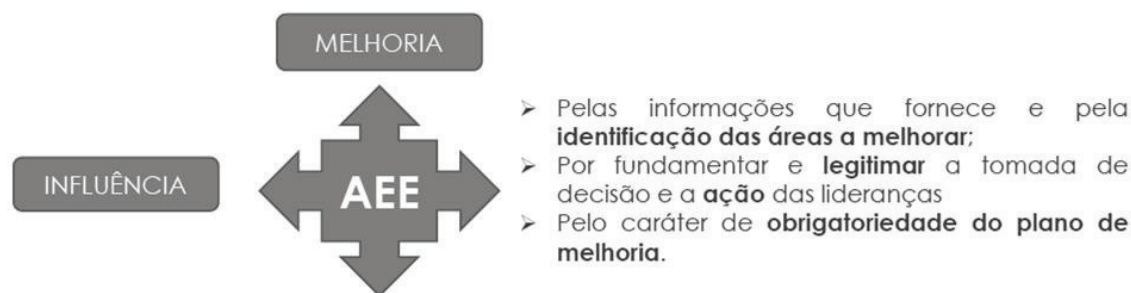 MELHORIA
INFLUÊNCIA
AEE
➢ Pelas informações que fornece e pela
identificação das áreas a melhorar;
➢ Por fundamentar e legitimar a tomada de
decisão e a ação das lideranças
➢ Pelo caráter de obrigatoriedade do plano de
melhoria.